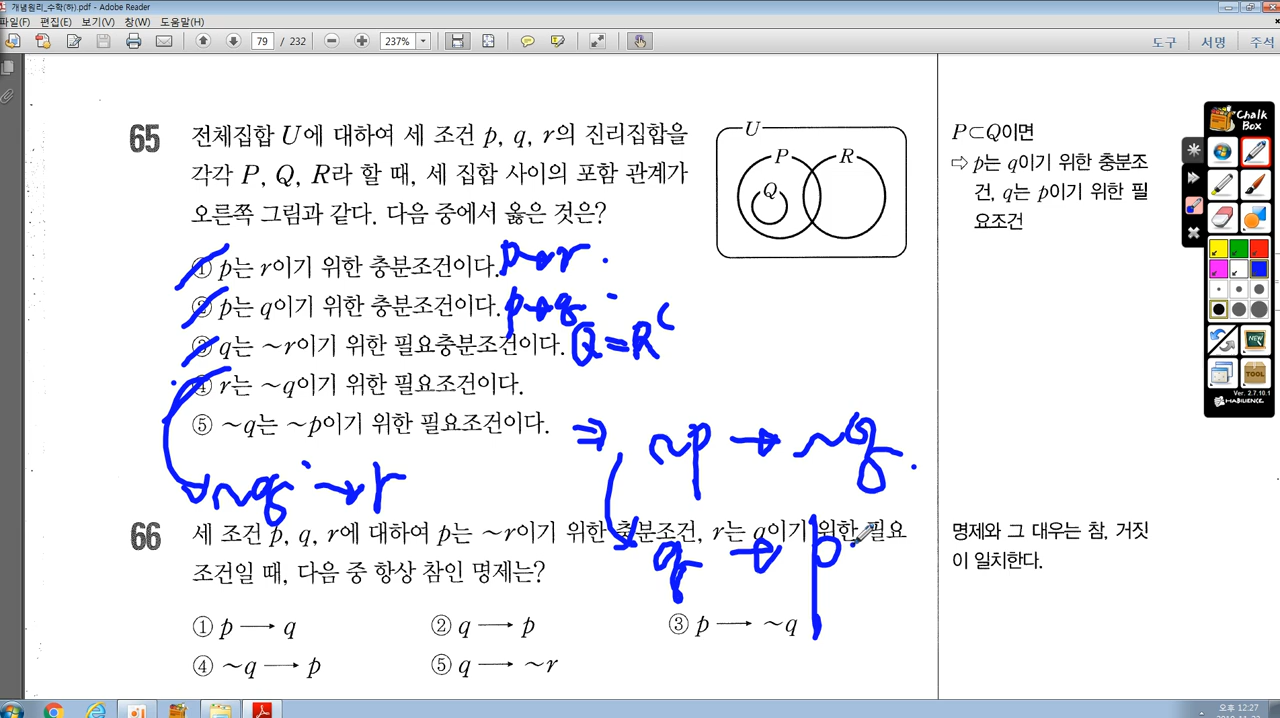 개념원리_수학(하).pdf - Adobe Reader
파일(F) 편집(E) 보기(V) 창(W) 도움말(H)
79 / 232 237% 도구 서명 주석
65 전체집합 U에 대하여 세 조건 p, q, r의 진리집합을
각각 P, Q, R라 할 때, 세 집합 사이의 포함 관계가
오른쪽 그림과 같다. 다음 중에서 옳은 것은?
U
P R
Q
P⊂Q이면
⇨ p는 q이기 위한 충분조
건, q는 p이기 위한 필
요조건
① p는 r이기 위한 충분조건이다. p→r
② p는 q이기 위한 충분조건이다. p→q
③ q는 ~r이기 위한 필요충분조건이다. Q=R^C
④ r는 ~q이기 위한 필요조건이다.
⑤ ~q는 ~p이기 위한 필요조건이다. ⇒ ~p → ~q
~q → r
66 세 조건 p, q, r에 대하여 p는 ~r이기 위한 충분조건, r는 q이기 위한 필요
조건일 때, 다음 중 항상 참인 명제는?
q → p
명제와 그 대우는 참, 거짓
이 일치한다.
① p → q ② q → p ③ p → ~q
④ ~q → p ⑤ q → ~r
Chalk
BOX
NEW
TOOL
Ver. 2.7.10.1
HABILIENCE
오후 12:27